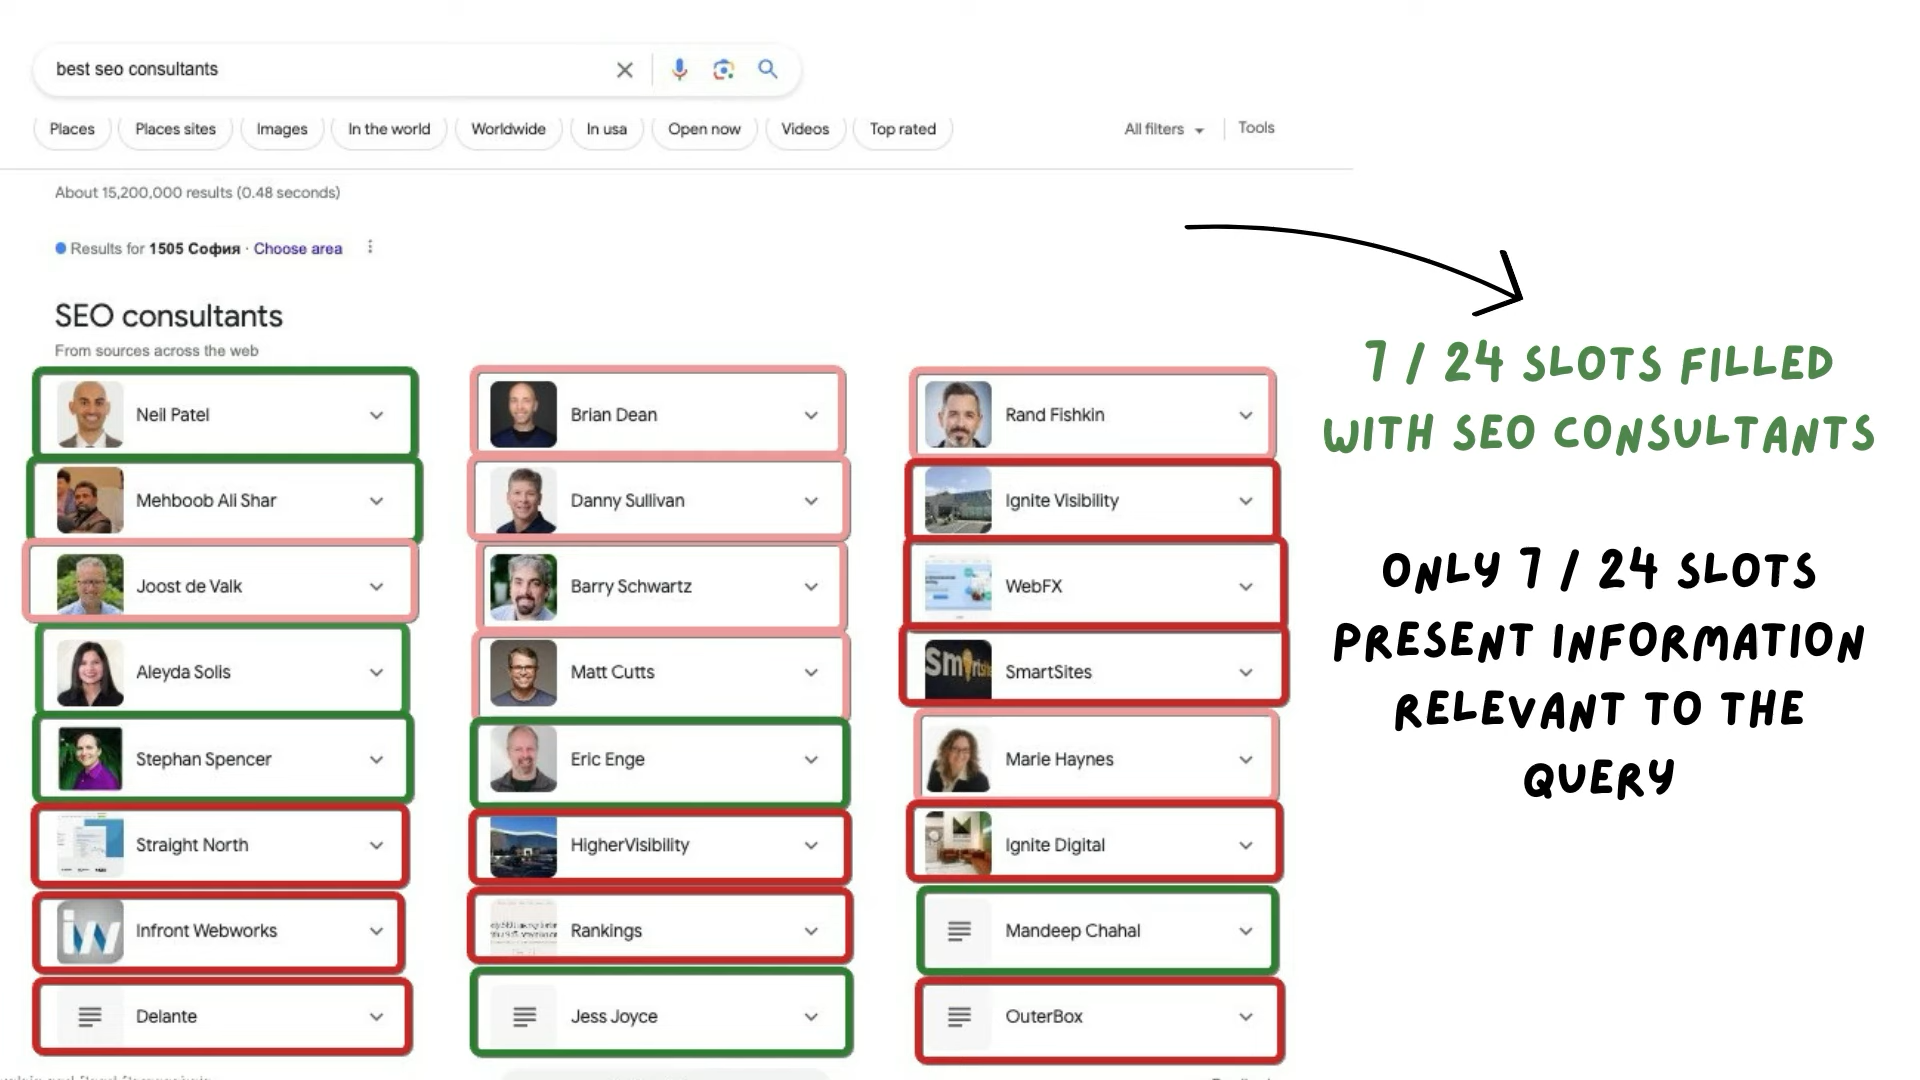 best seo consultants
Places
Places sites
Images
In the world
Worldwide
In usa
Open now
Videos
Top rated
All filters
Tools
About 15,200,000 results (0.48 seconds)
Results for 1505 София · Choose area
SEO consultants
From sources across the web
Neil Patel
Brian Dean
Rand Fishkin
Mehboob Ali Shar
Danny Sullivan
Ignite Visibility
Joost de Valk
Barry Schwartz
WebFX
Aleyda Solis
Matt Cutts
SmartSites
Stephan Spencer
Eric Enge
Marie Haynes
Straight North
HigherVisibility
Ignite Digital
Infront Webworks
Rankings
Mandeep Chahal
Delante
Jess Joyce
OuterBox
7 / 24 SLOTS FILLED
WITH SEO CONSULTANTS
ONLY 7 / 24 SLOTS
PRESENT INFORMATION
RELEVANT TO THE
QUERY